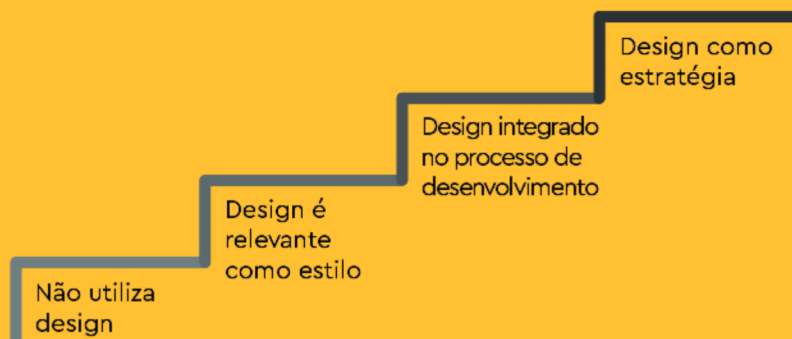 Design como
estratégia
Design integrado
no processo de
desenvolvimento
Design é
relevante
como estilo
Não utiliza
design